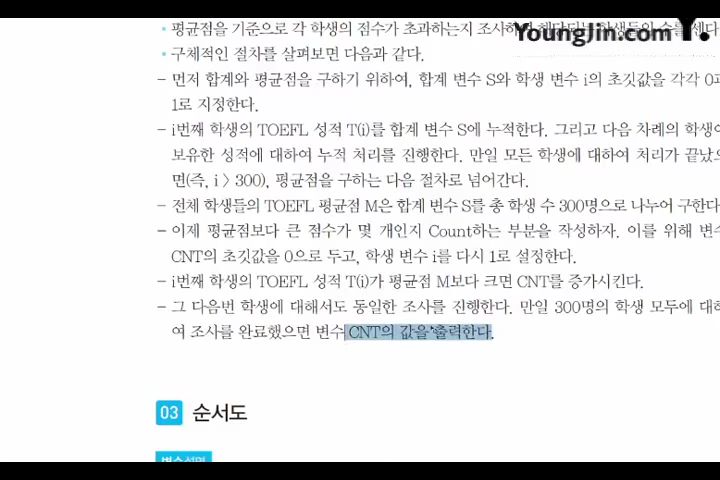 • 평균점을 기준으로 각 학생의 점수가 초과하는지 조사하여 해당되는 학생들의 수를 센다
YoungJin.com Y.
• 구체적인 절차를 살펴보면 다음과 같다.
– 먼저 합계와 평균점을 구하기 위하여, 합계 변수 S와 학생 변수 i의 초깃값을 각각 0과
1로 지정한다.
– i번째 학생의 TOEFL 성적 T(i)를 합계 변수 S에 누적한다. 그리고 다음 차례의 학생이
보유한 성적에 대하여 누적 처리를 진행한다. 만일 모든 학생에 대하여 처리가 끝났으
면(즉, i > 300), 평균점을 구하는 다음 절차로 넘어간다.
– 전체 학생들의 TOEFL 평균점 M은 합계 변수 S를 총 학생 수 300명으로 나누어 구한다
– 이제 평균점보다 큰 점수가 몇 개인지 Count하는 부분을 작성하자. 이를 위해 변수
CNT의 초깃값을 0으로 두고, 학생 변수 i를 다시 1로 설정한다.
– i번째 학생의 TOEFL 성적 T(i)가 평균점 M보다 크면 CNT를 증가시킨다.
– 그 다음번 학생에 대해서도 동일한 조사를 진행한다. 만일 300명의 학생 모두에 대하
여 조사를 완료했으면 변수 CNT의 값을 출력한다.
03 순서도
변수설명